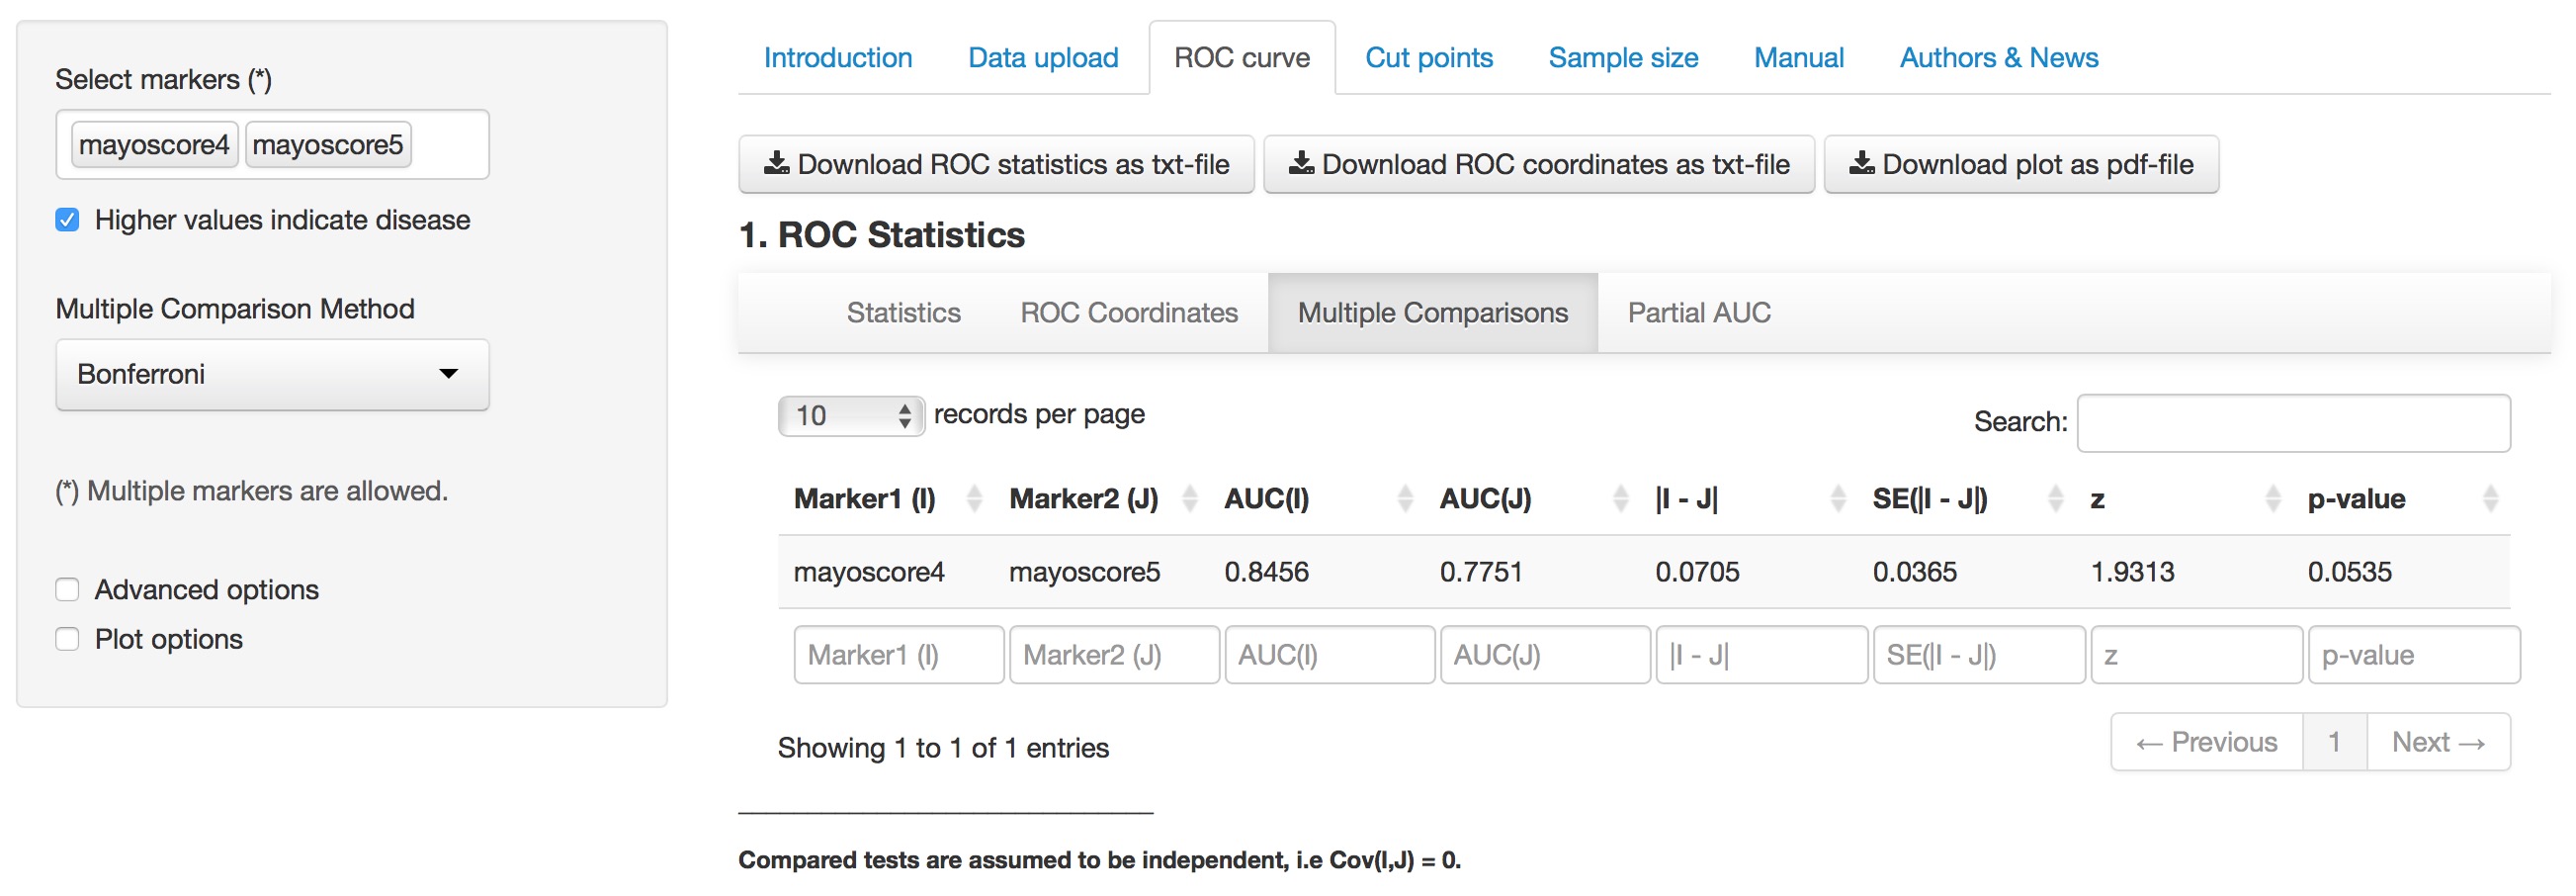 Select markers (*)
mayoscore4 mayoscore5
Higher values indicate disease
Multiple Comparison Method
Bonferroni
(*) Multiple markers are allowed.
Advanced options
Plot options
Introduction Data upload ROC curve Cut points Sample size Manual Authors & News
Download ROC statistics as txt-file Download ROC coordinates as txt-file Download plot as pdf-file
1. ROC Statistics
Statistics ROC Coordinates Multiple Comparisons Partial AUC
10 records per page Search:
Marker1 (I) Marker2 (J) AUC(I) AUC(J) |I - J| SE(|I - J|) z p-value
mayoscore4 mayoscore5 0.8456 0.7751 0.0705 0.0365 1.9313 0.0535
Marker1 (I) Marker2 (J) AUC(I) AUC(J) |I - J| SE(|I - J|) z p-value
Showing 1 to 1 of 1 entries
← Previous 1 Next →
Compared tests are assumed to be independent, i.e Cov(I,J) = 0.